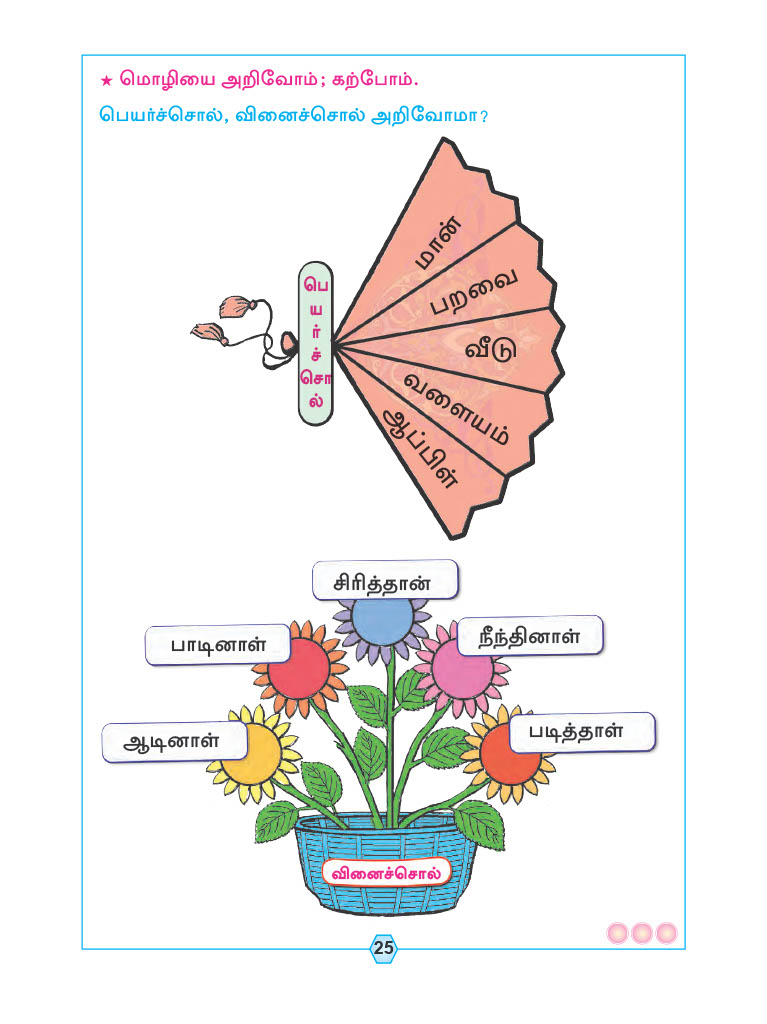 ★ மொழியை அறிவோம்; கற்போம்.
பெயர்ச்சொல், வினைச்சொல் அறிவோமா?
பெயர்ச்சொல்
மான்
பறவை
வீடு
வளையம்
ஆப்பிள்
சிரித்தான்
பாடினாள்
நீந்தினாள்
ஆடினாள்
படித்தாள்
வினைச்சொல்
25